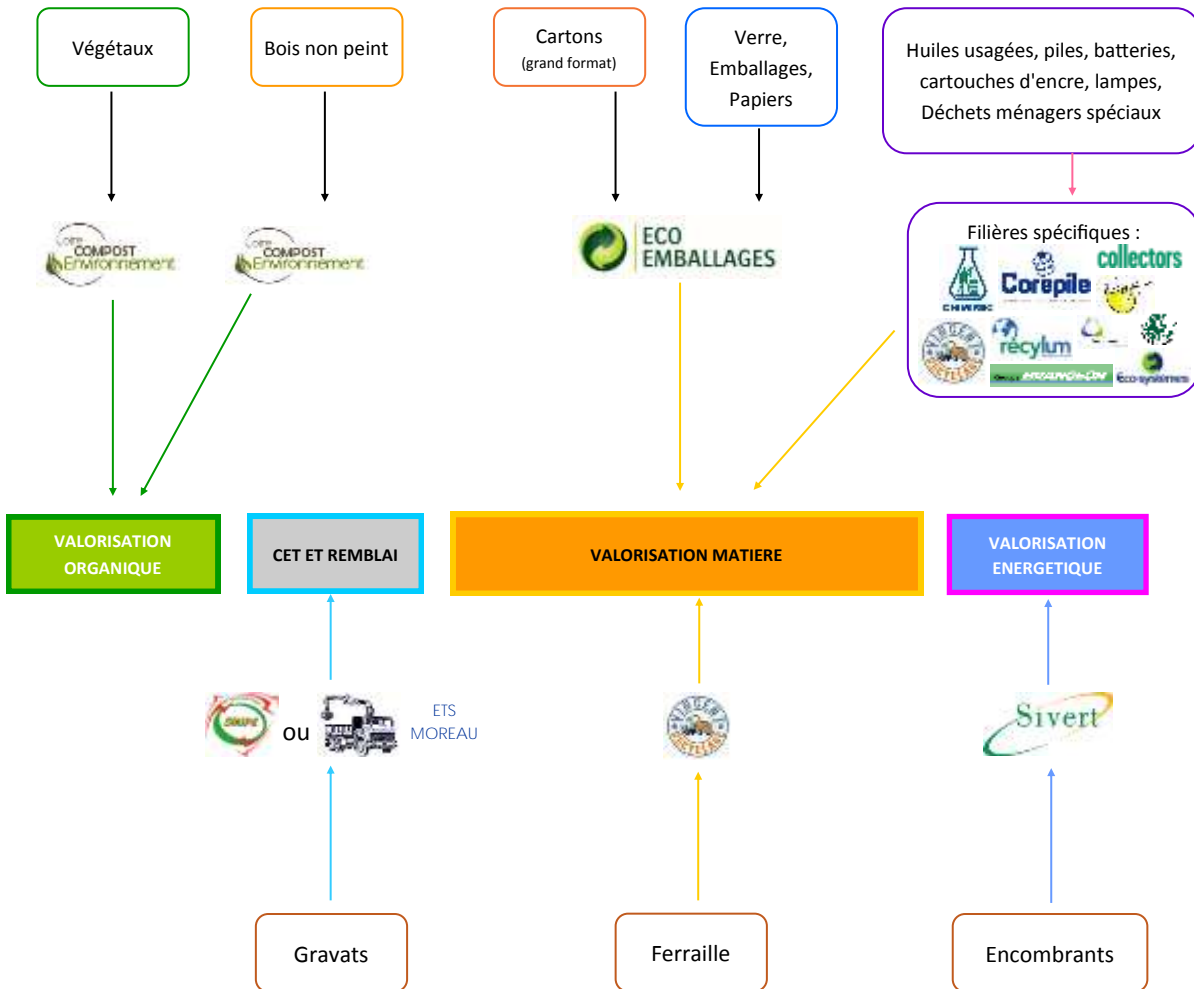 Végétaux
Bois non peint
Cartons
(grand format)
Verre,
Emballages,
Papiers
Huiles usagées, piles, batteries,
cartouches d'encre, lampes,
Déchets ménagers spéciaux
COMPOST
Environnement
COMPOST
Environnement
ECO
EMBALLAGES
Filières spécifiques :
collectors
Corepile
récylum
Eco-systèmes
VALORISATION
ORGANIQUE
CET ET REMBLAI
VALORISATION MATIERE
VALORISATION
ENERGETIQUE
ou
ETS
MOREAU
Sivert
Gravats
Ferraille
Encombrants